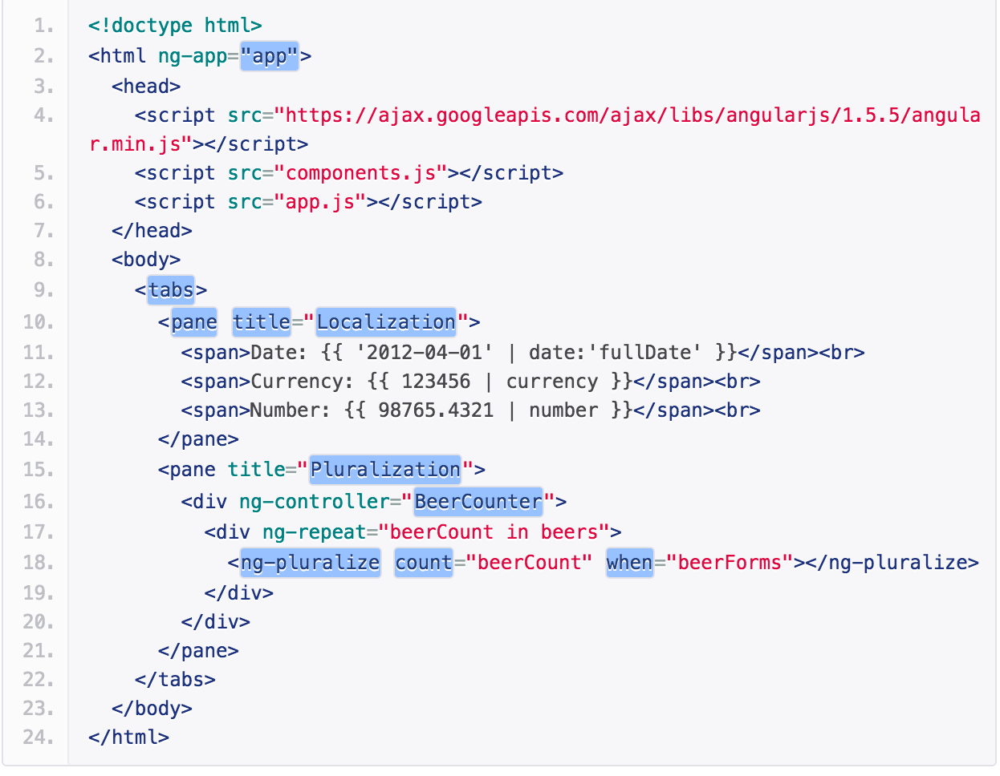 1. <!doctype html>
2. <html ng-app="app">
3.   <head>
4.     <script src="https://ajax.googleapis.com/ajax/libs/angularjs/1.5.5/angula
r.min.js"></script>
5.     <script src="components.js"></script>
6.     <script src="app.js"></script>
7.   </head>
8.   <body>
9.     <tabs>
10.       <pane title="Localization">
11.         <span>Date: {{ '2012-04-01' | date:'fullDate' }}</span><br>
12.         <span>Currency: {{ 123456 | currency }}</span><br>
13.         <span>Number: {{ 98765.4321 | number }}</span><br>
14.       </pane>
15.       <pane title="Pluralization">
16.         <div ng-controller="BeerCounter">
17.           <div ng-repeat="beerCount in beers">
18.             <ng-pluralize count="beerCount" when="beerForms"></ng-pluralize>
19.           </div>
20.         </div>
21.       </pane>
22.     </tabs>
23.   </body>
24. </html>